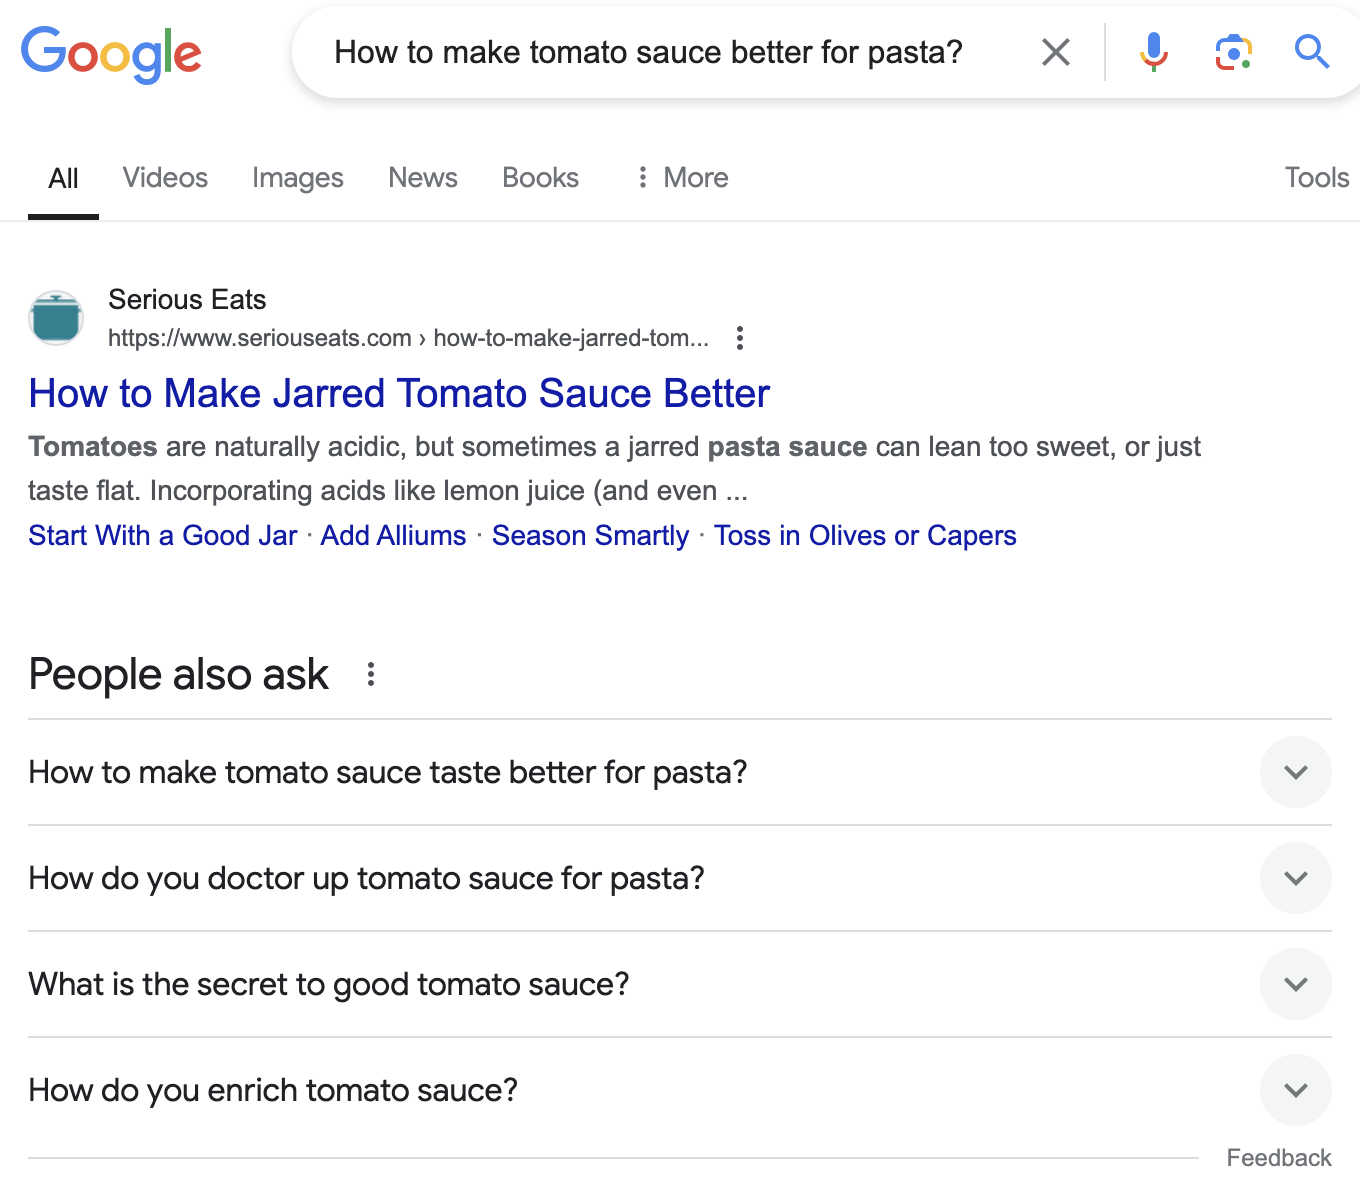 Google
How to make tomato sauce better for pasta?
All Videos Images News Books More Tools
Serious Eats
https://www.seriouseats.com › how-to-make-jarred-tom...
How to Make Jarred Tomato Sauce Better
Tomatoes are naturally acidic, but sometimes a jarred pasta sauce can lean too sweet, or just
taste flat. Incorporating acids like lemon juice (and even ...
Start With a Good Jar · Add Alliums · Season Smartly · Toss in Olives or Capers
People also ask
How to make tomato sauce taste better for pasta?
How do you doctor up tomato sauce for pasta?
What is the secret to good tomato sauce?
How do you enrich tomato sauce?
Feedback